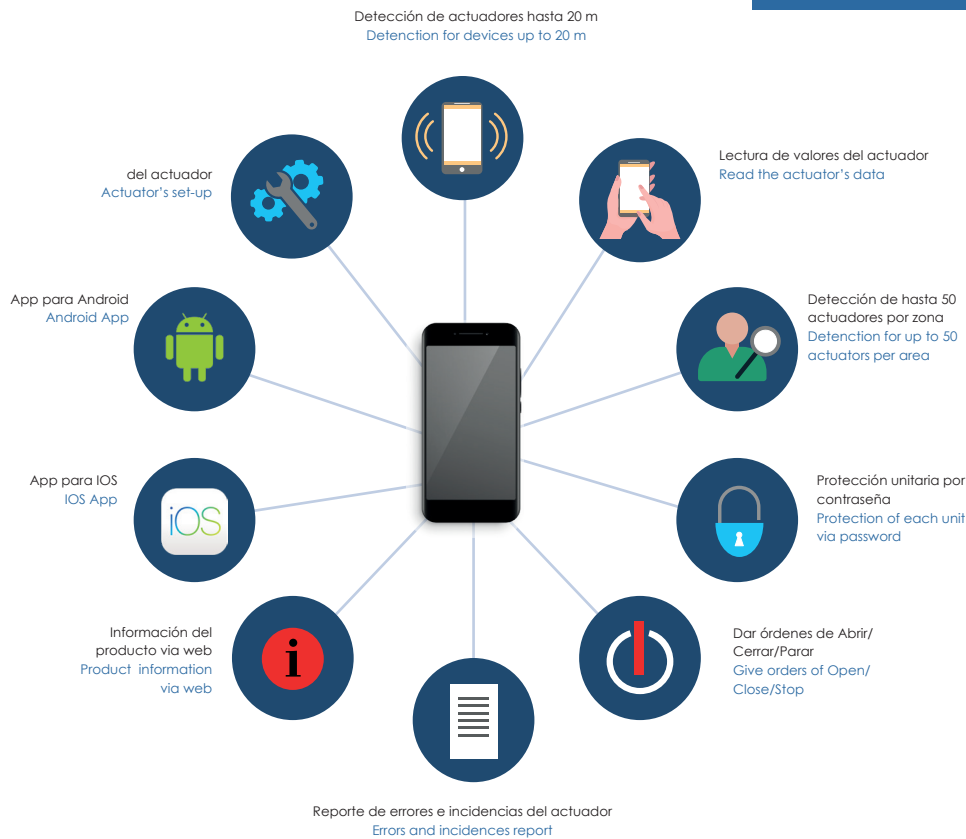 Detección de actuadores hasta 20 m
Detenction for devices up to 20 m
del actuador
Actuator's set-up
Lectura de valores del actuador
Read the actuator's data
App para Android
Android App
Detección de hasta 50
actuadores por zona
Detenction for up to 50
actuators per area
App para IOS
IOS App
iOS
Protección unitaria por
contraseña
Protection of each unit
via password
Información del
producto via web
Product information
via web
i
Dar órdenes de Abrir/
Cerrar/Parar
Give orders of Open/
Close/Stop
Reporte de errores e incidencias del actuador
Errors and incidences report